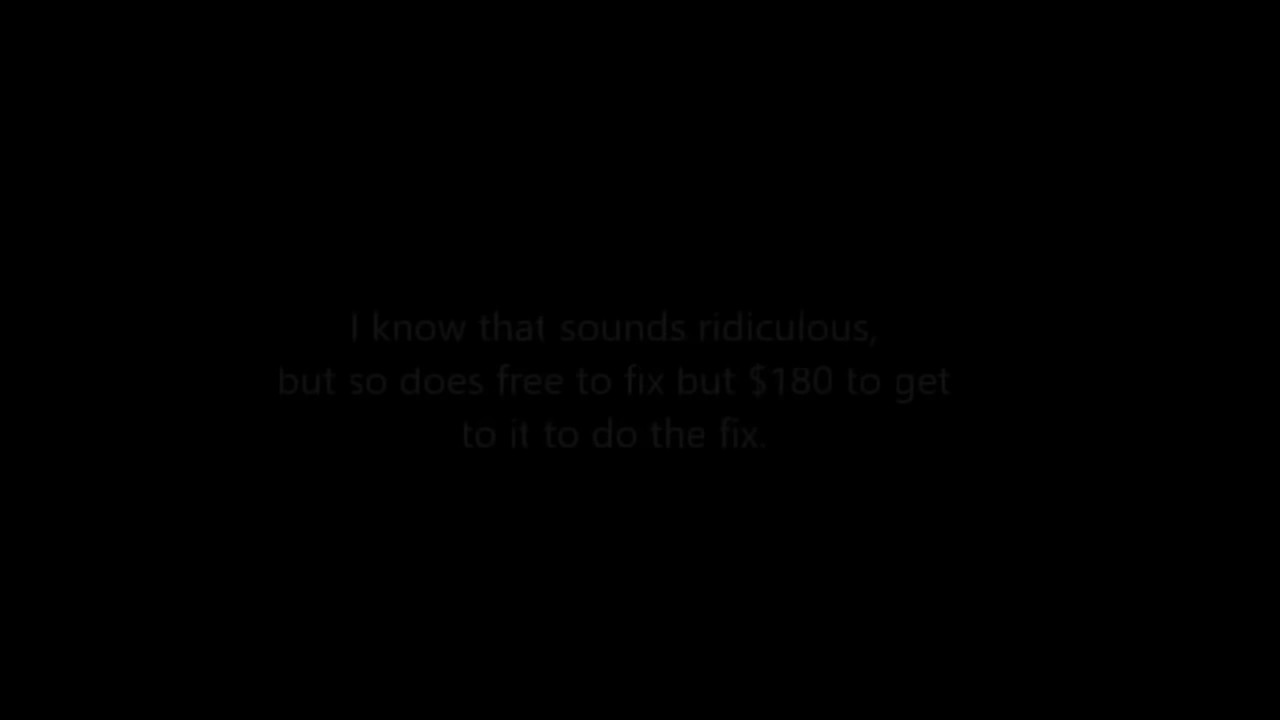 I know that sounds ridiculous,
but so does free to fix but $180 to get
to it to do the fix.